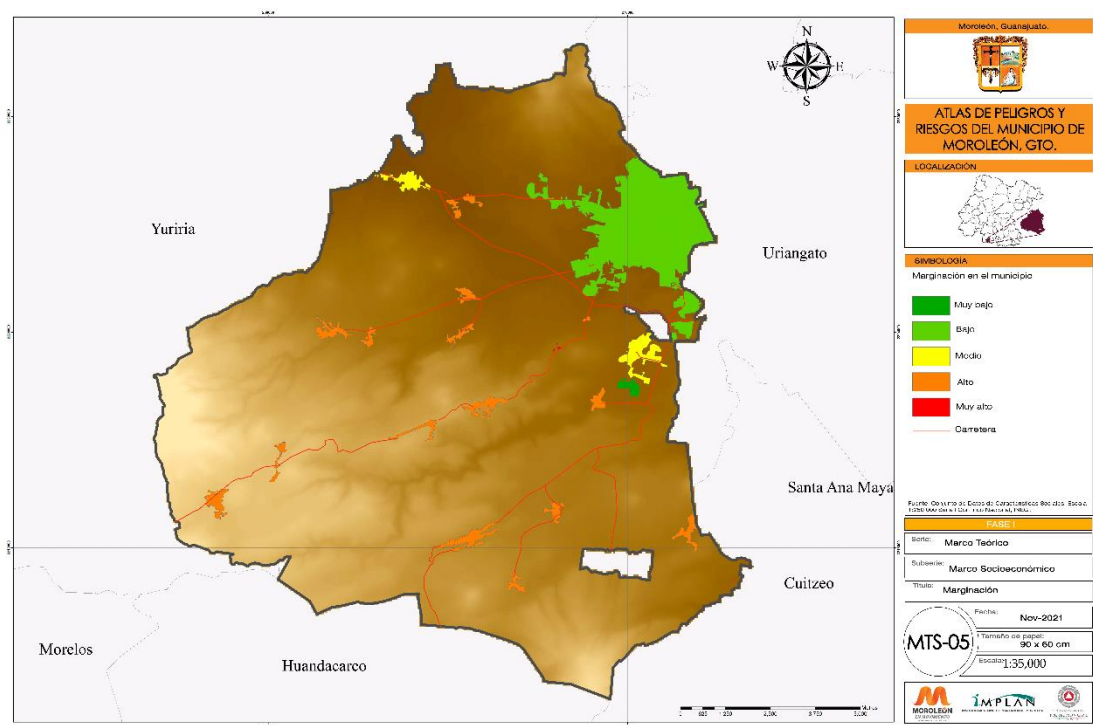 N
W E
S
Yuriria
Uriangato
Santa Ana Maya
Cuitzeo
Morelos
Huandacarco
Moroleón, Guanajuato.
ATLAS DE PELIGROS Y
RIESGOS DEL MUNICIPIO DE
MOROLEÓN, GTO.
LOCALIZACIÓN
SIMBOLOGÍA
Marginación en el municipio
Muy bajo
Bajo
Medio
Alto
Muy alto
Carretera
FASE I
Serie: Marco Teórico
Subserie: Marco Socioeconómico
Título: Marginación
MTS-05
Fecha: Nov-2021
Tamaño de papel:
90 x 60 cm
Escala: 1:35,000
MOROLEÓN
IMPLAN